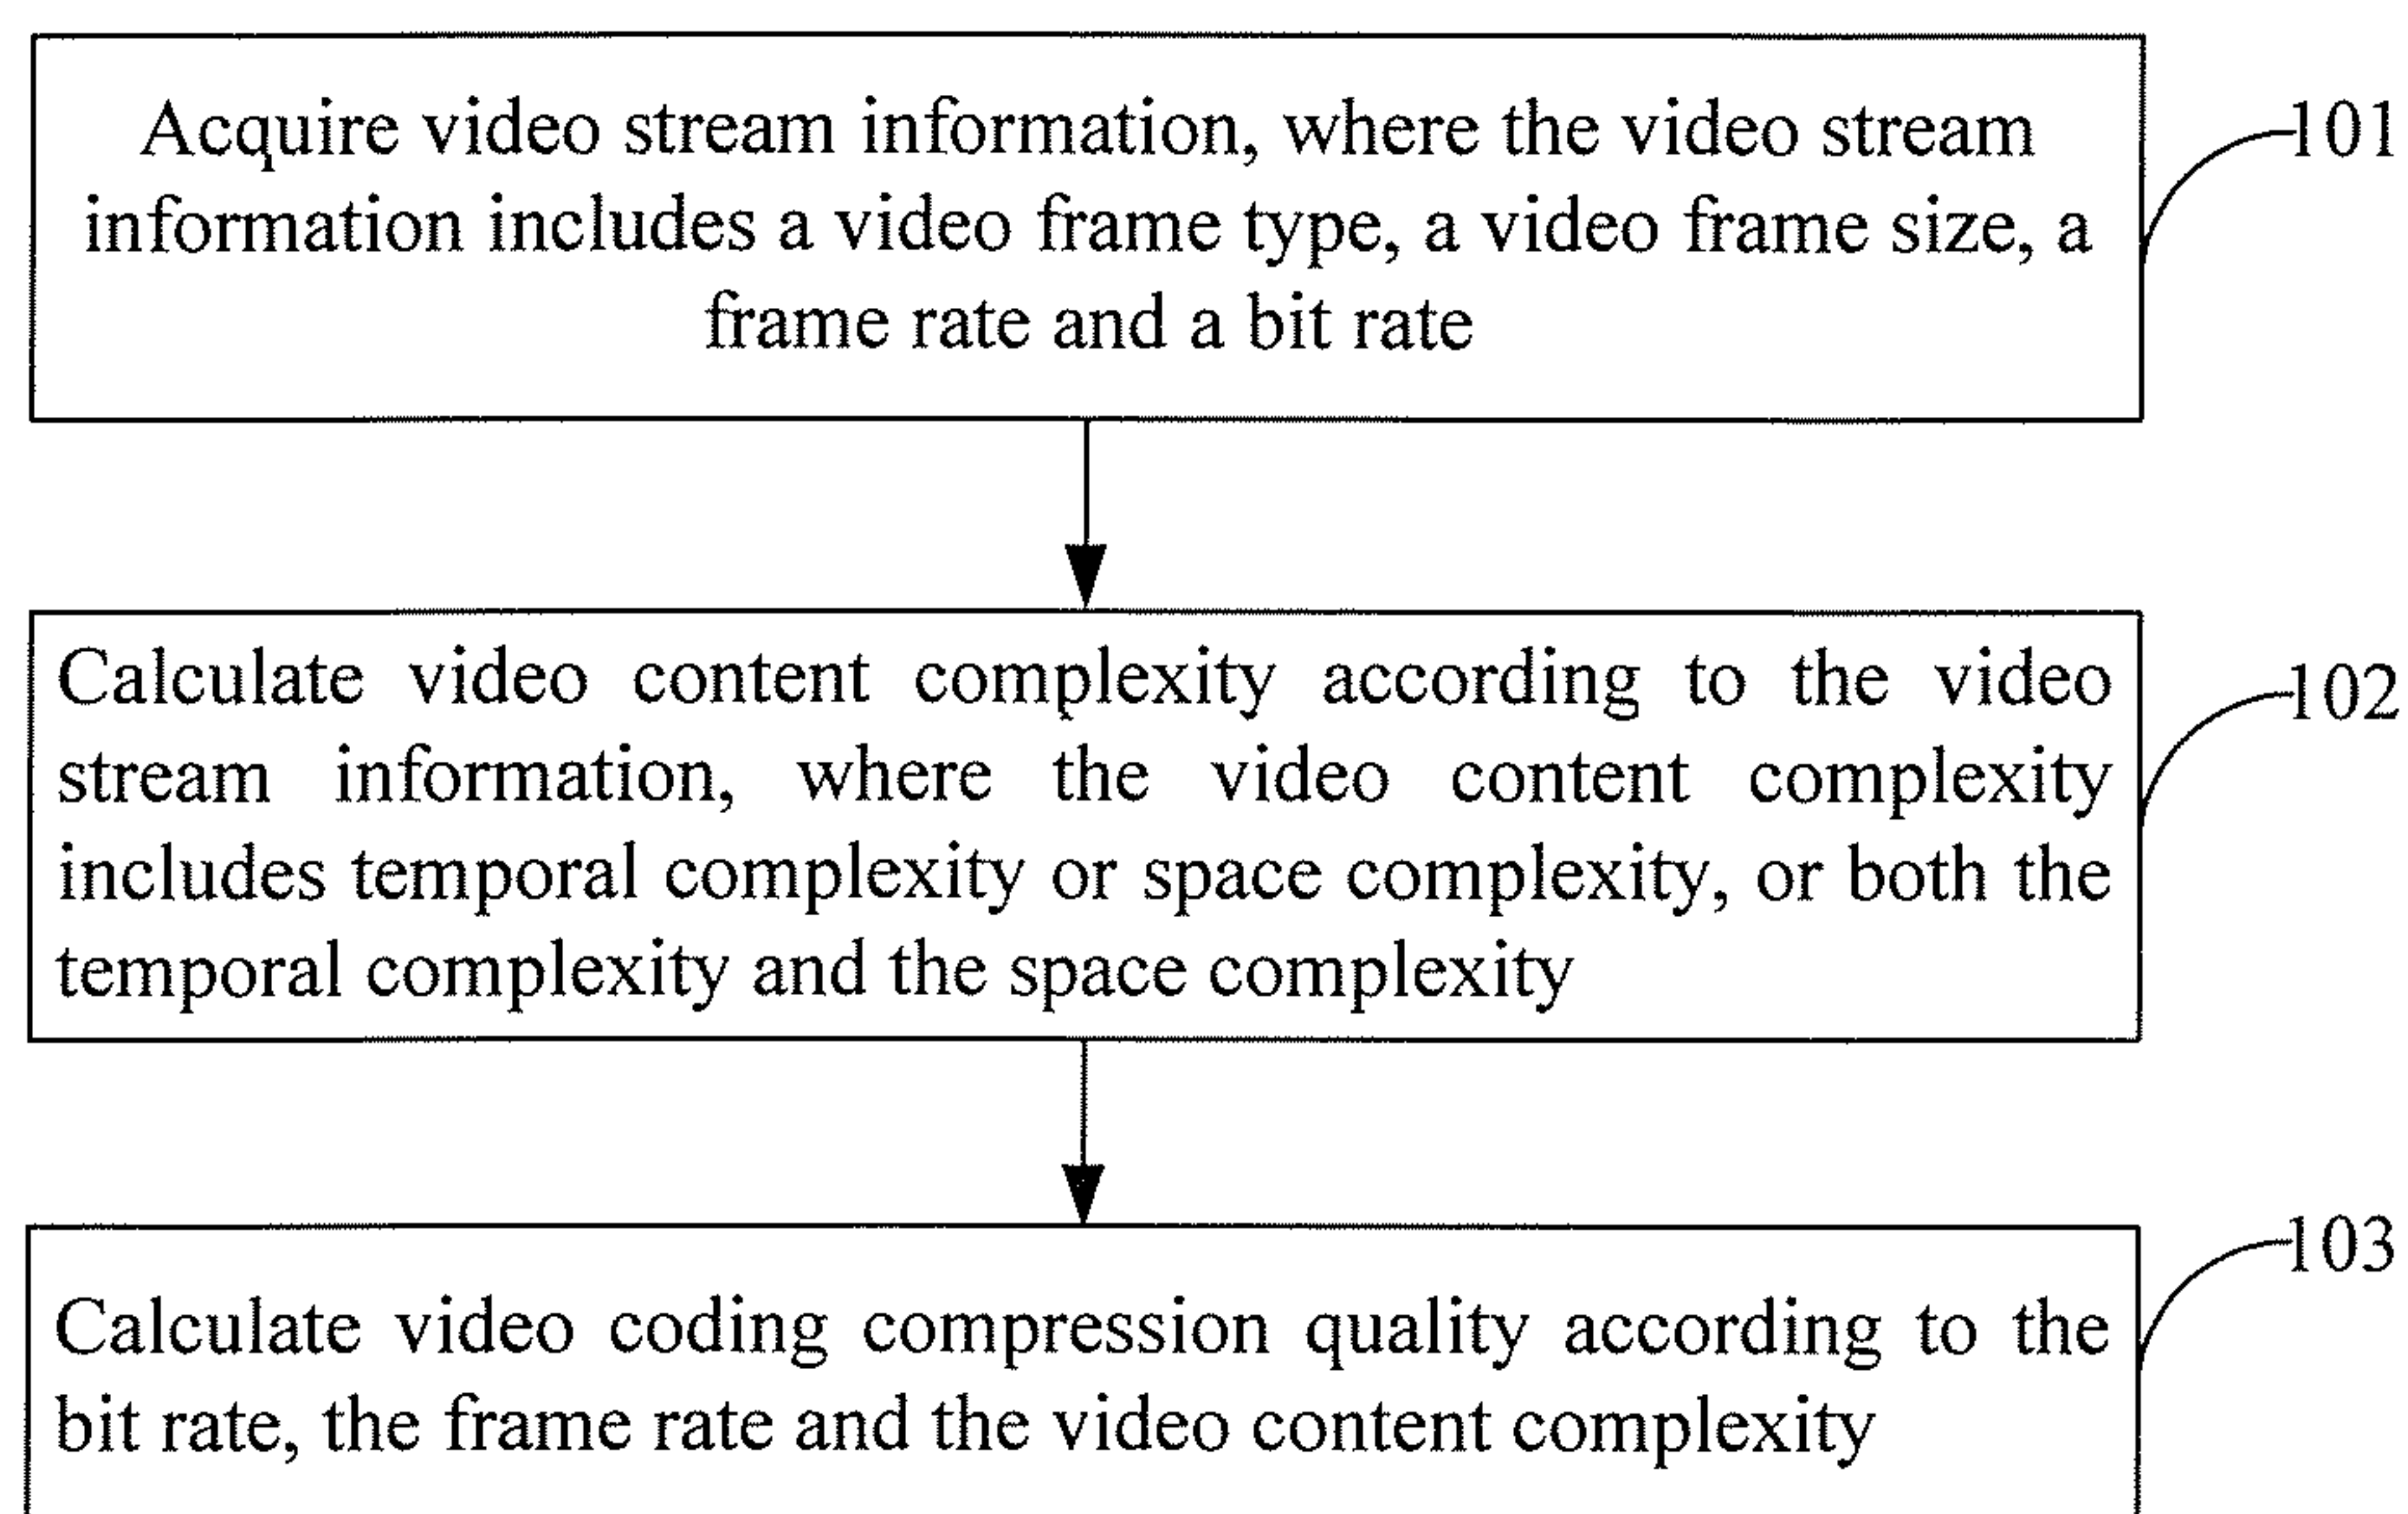 Acquire video stream information, where the video stream
information includes a video frame type, a video frame size, a
frame rate and a bit rate
101
Calculate video content complexity according to the video
stream information, where the video content complexity
includes temporal complexity or space complexity, or both the
temporal complexity and the space complexity
102
Calculate video coding compression quality according to the
bit rate, the frame rate and the video content complexity
103